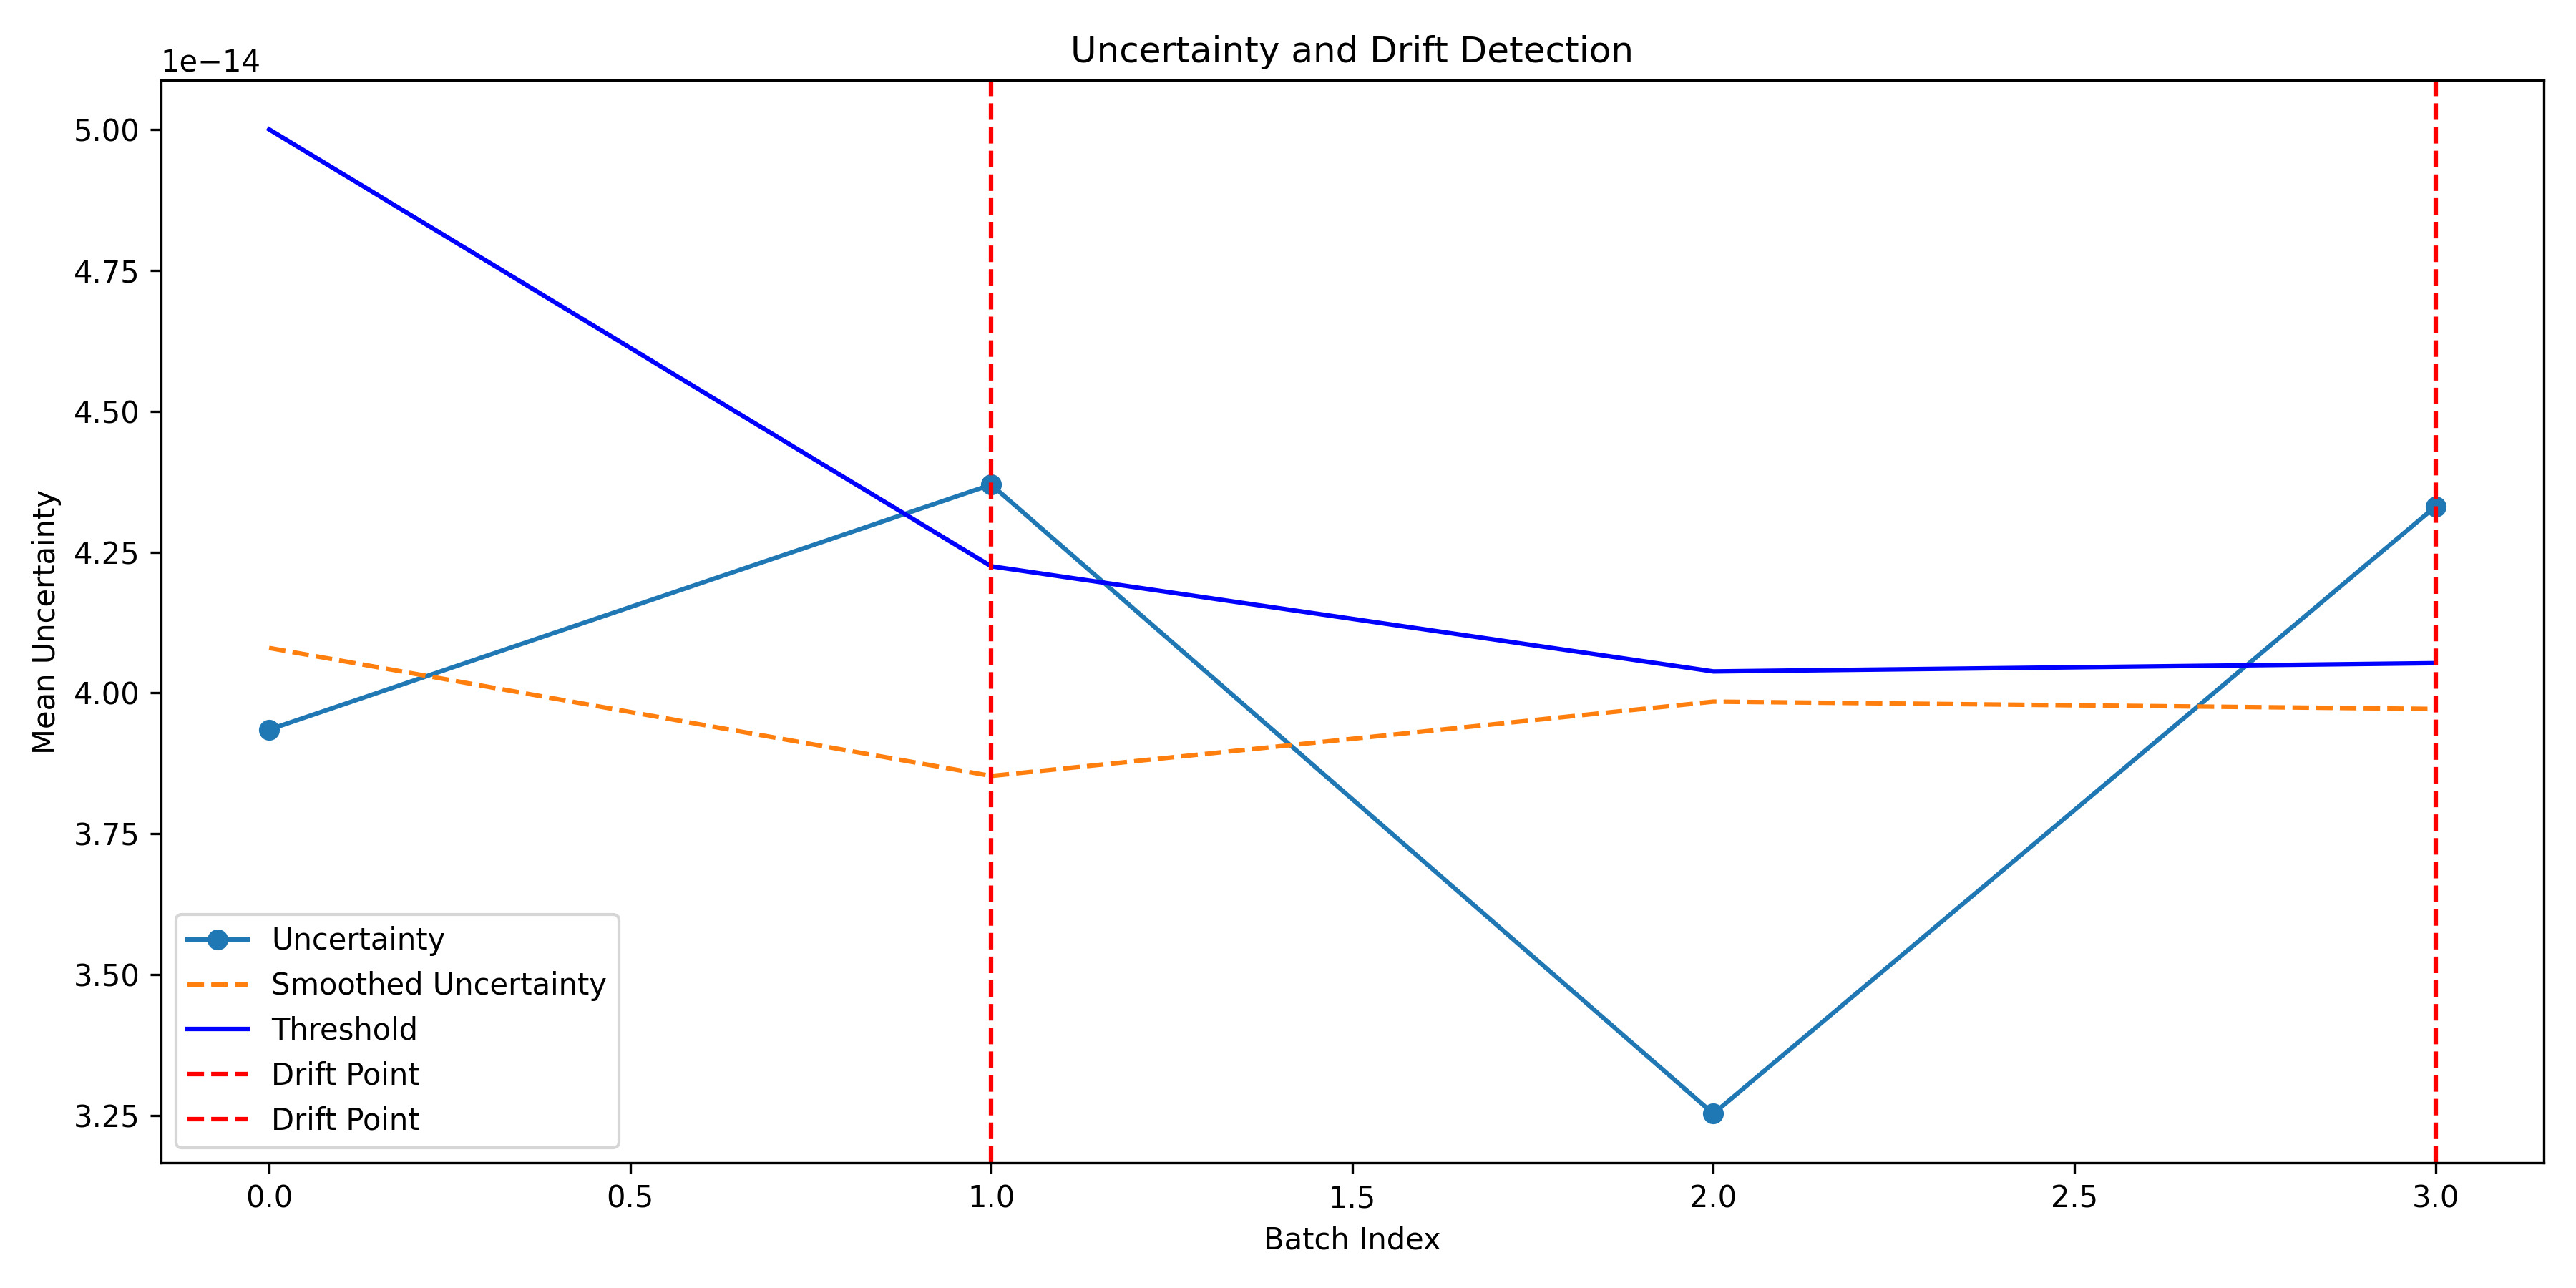 Uncertainty and Drift Detection
1e−14
5.00
4.75
4.50
4.25
4.00
3.75
3.50
3.25
Mean Uncertainty
Uncertainty
Smoothed Uncertainty
Threshold
Drift Point
Drift Point
0.0 0.5 1.0 1.5 2.0 2.5 3.0
Batch Index